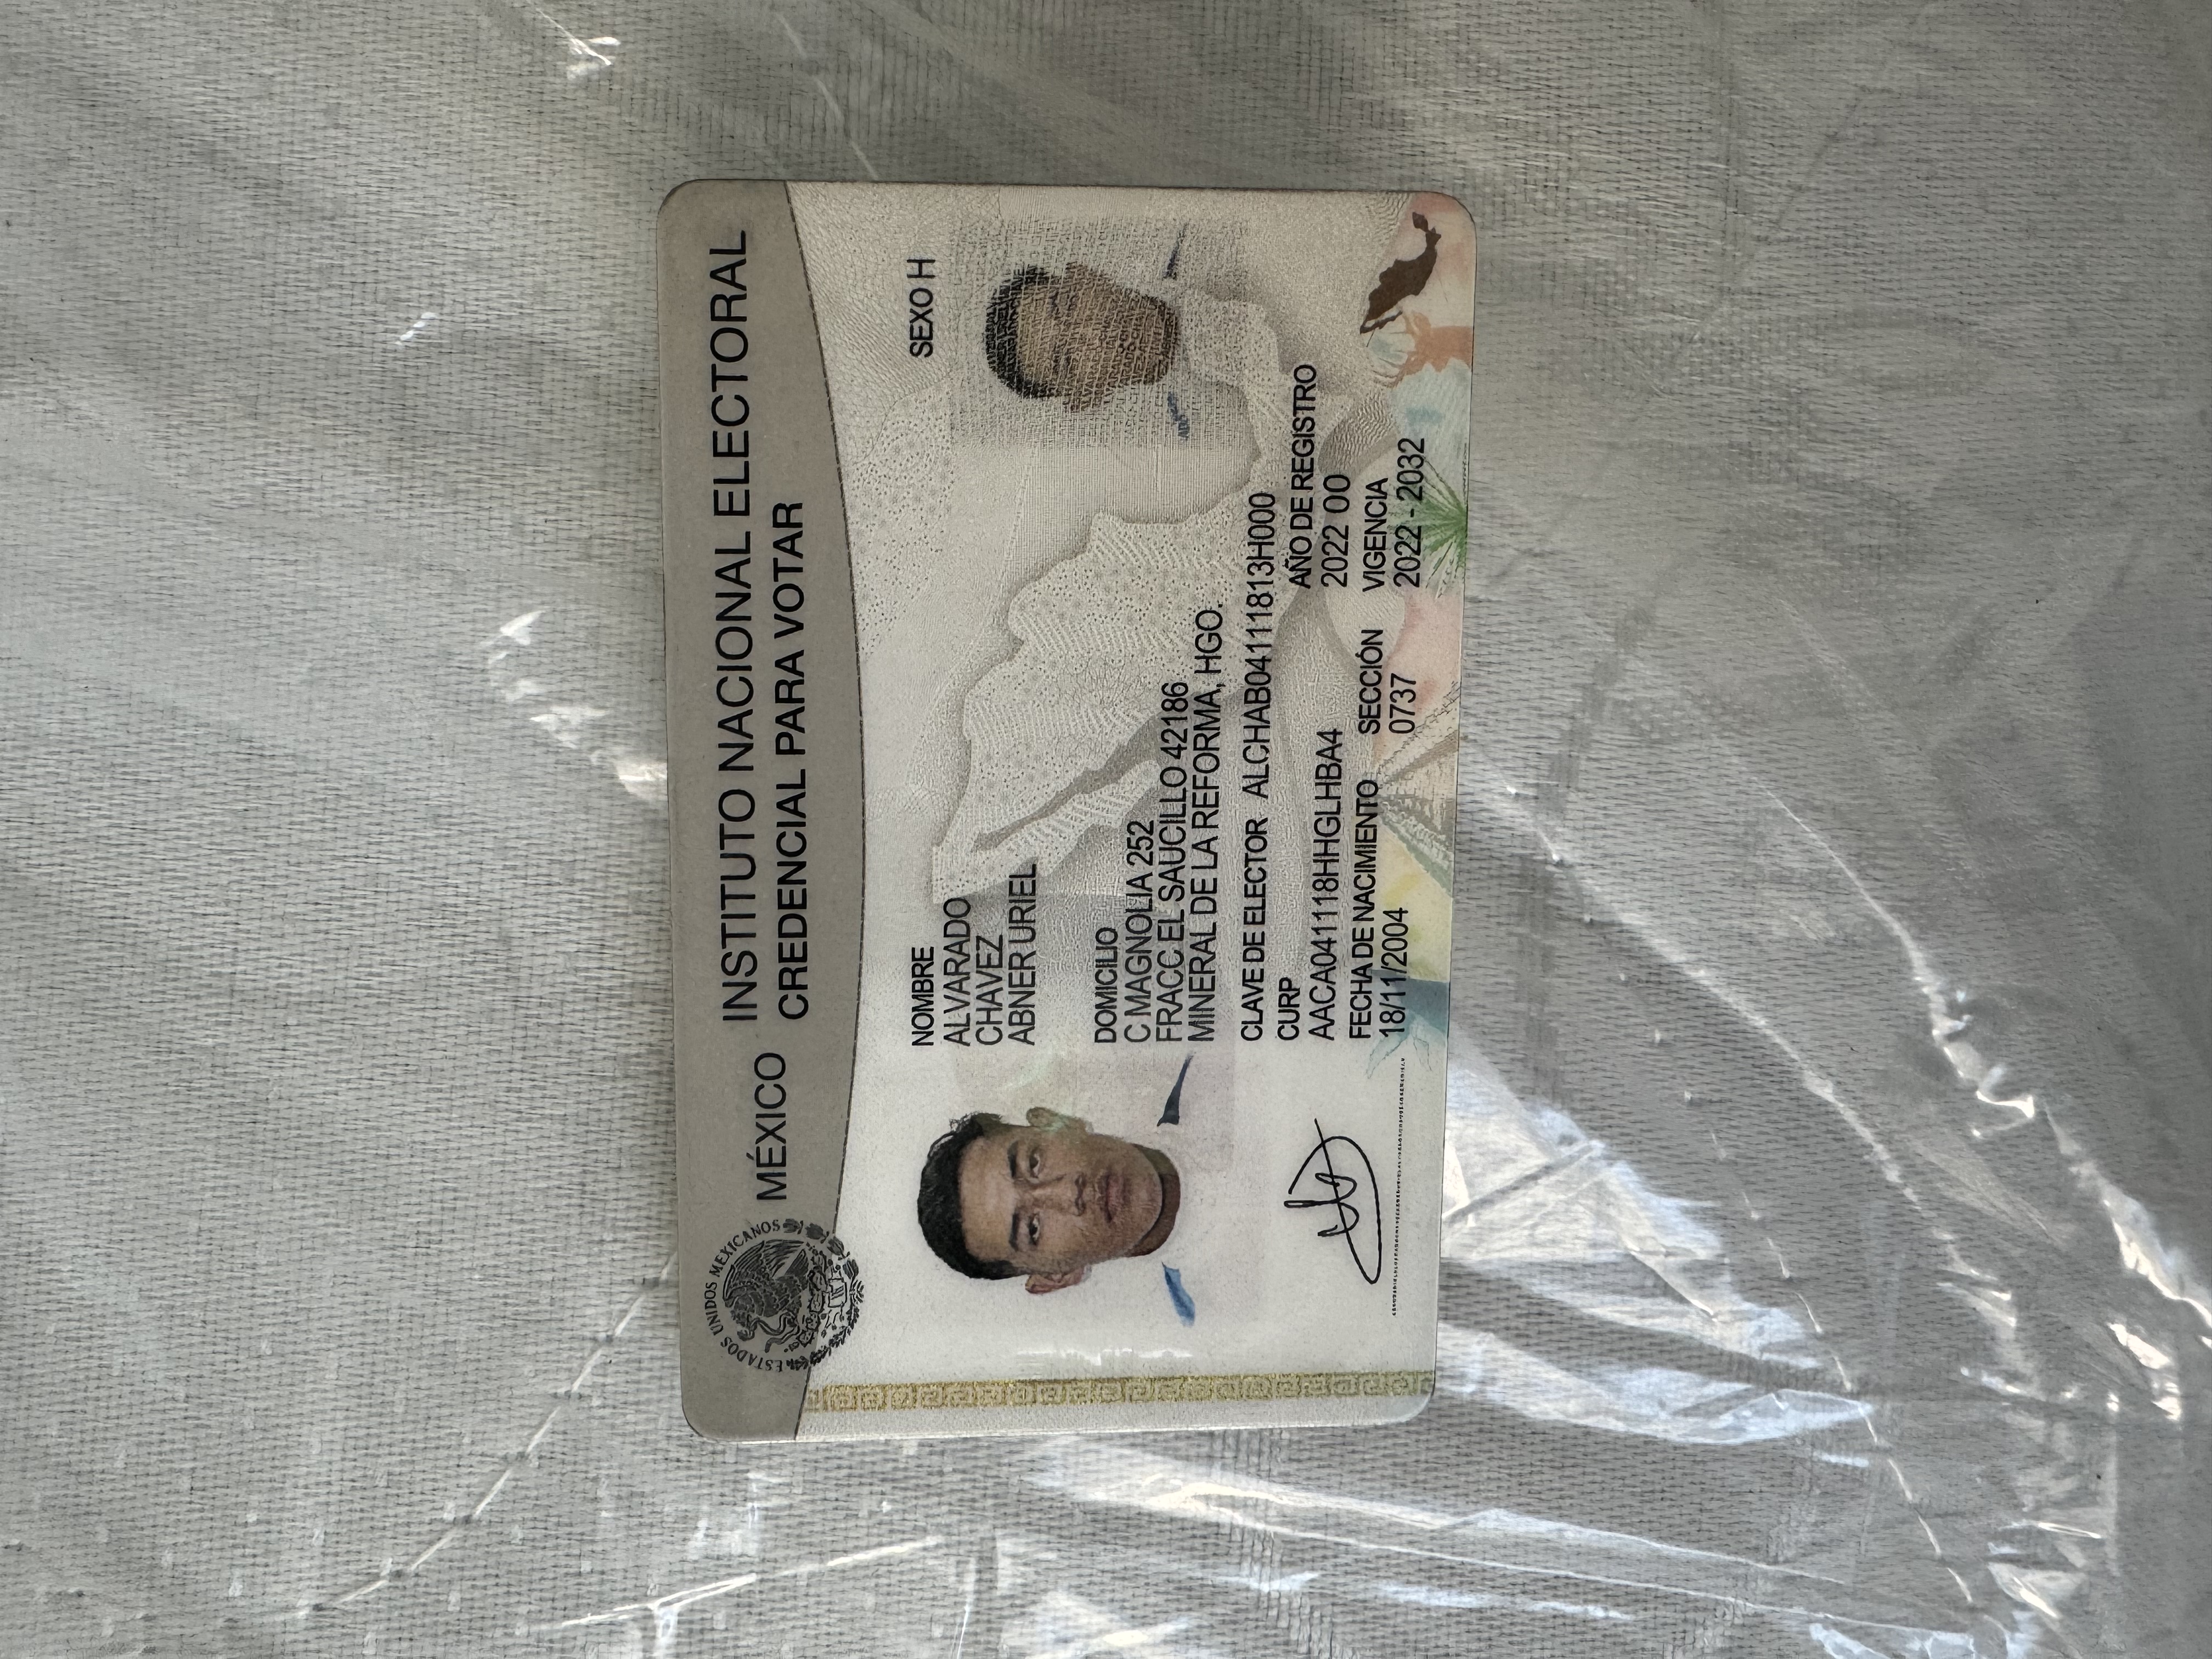 ESTADOS UNIDOS MEXICANOS
MÉXICO INSTITUTO NACIONAL ELECTORAL
CREDENCIAL PARA VOTAR
NOMBRE
ALVARADO
CHAVEZ
ABNER URIEL
SEXO H
DOMICILIO
C MAGNOLIA 252
FRACC EL SAUCILLO 42186
MINERAL DE LA REFORMA, HGO.
CLAVE DE ELECTOR ALCHAB04111813H000
CURP
AACA041118HHGLHBA4
AÑO DE REGISTRO
2022 00
FECHA DE NACIMIENTO
18/11/2004
SECCIÓN
0737
VIGENCIA
2022 - 2032